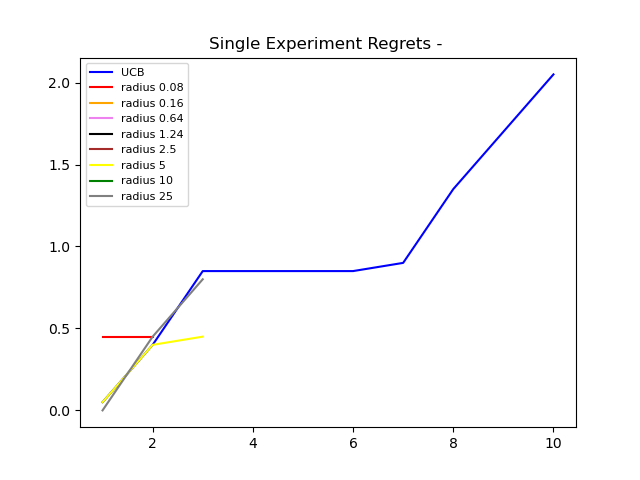 Single Experiment Regrets -
UCB
radius 0.08
radius 0.16
radius 0.64
radius 1.24
radius 2.5
radius 5
radius 10
radius 25
2.0
1.5
1.0
0.5
0.0
2 4 6 8 10